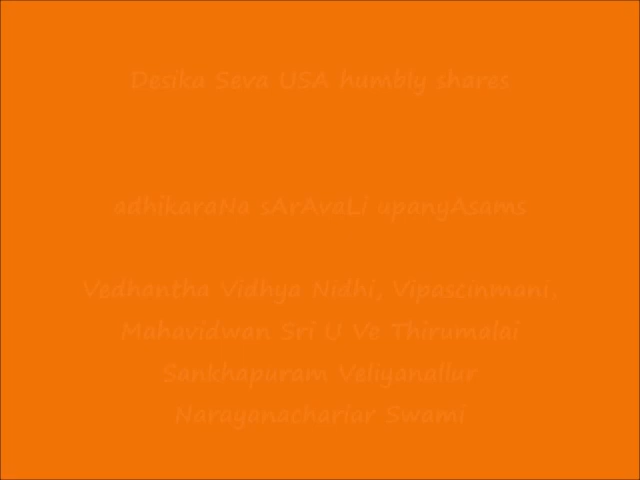 Desika Seva USA humbly shares
adhikaraNa sArAvaLi upangAsams
Vedhantha Vidhya Nidhi, Vipascinmani,
Mahavidwan Sri U Ve Thirumalai
Sankhapuram Veliyanallur
Narayanachariar Swami